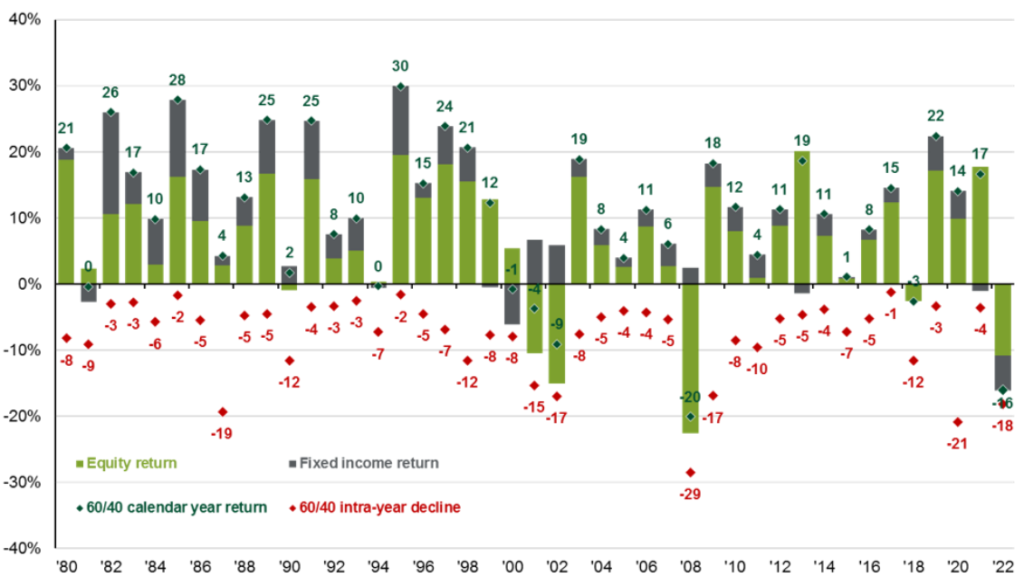 40%
30%
20%
10%
0%
-10%
-20%
-30%
-40%
21 0 26 17 10 28 17 4 13 25 2 25 8 10 0 30 15 24 21 12 -1 -4 -9 19 8 4 11 6 -20 18 12 4 11 19 11 1 8 15 -3 22 14 17 -16
-8 -9 -3 -3 -6 -2 -5 -19 -5 -5 -12 -4 -3 -3 -7 -2 -5 -7 -12 -8 -8 -15 -17 -8 -5 -4 -4 -5 -29 -17 -8 -10 -5 -5 -4 -7 -5 -1 -12 -3 -21 -4 -18
Equity return Fixed income return
60/40 calendar year return 60/40 intra-year decline
'80 '82 '84 '86 '88 '90 '92 '94 '96 '98 '00 '02 '04 '06 '08 '10 '12 '14 '16 '18 '20 '22